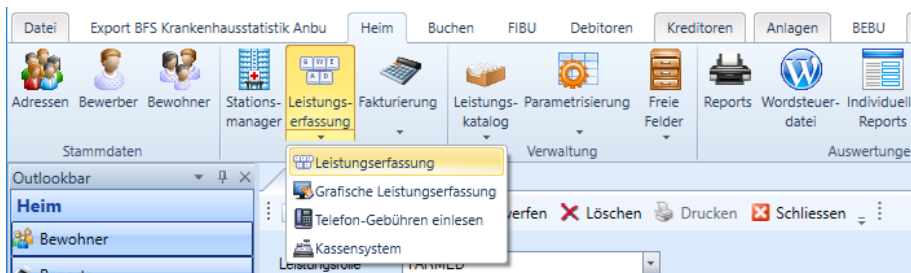 Datei Export BFS Krankenhausstatistik Anbu Heim Buchen FIBU Debitoren Kreditoren Anlagen BEBU
Adressen Bewerber Bewohner Stations- Leistungs- Fakturierung Leistungs- Parametrisierung Freie Reports Wordsteuer- Individuell
manager erfassung katalog Felder datei Reports
Stammdaten Verwaltung Auswertunge
Leistungserfassung
Outlookbar
Grafische Leistungserfassung
Heim
Telefon-Gebühren einlesen erfen Löschen Drucken Schliessen
Bewohner
Kassensystem
TARMED